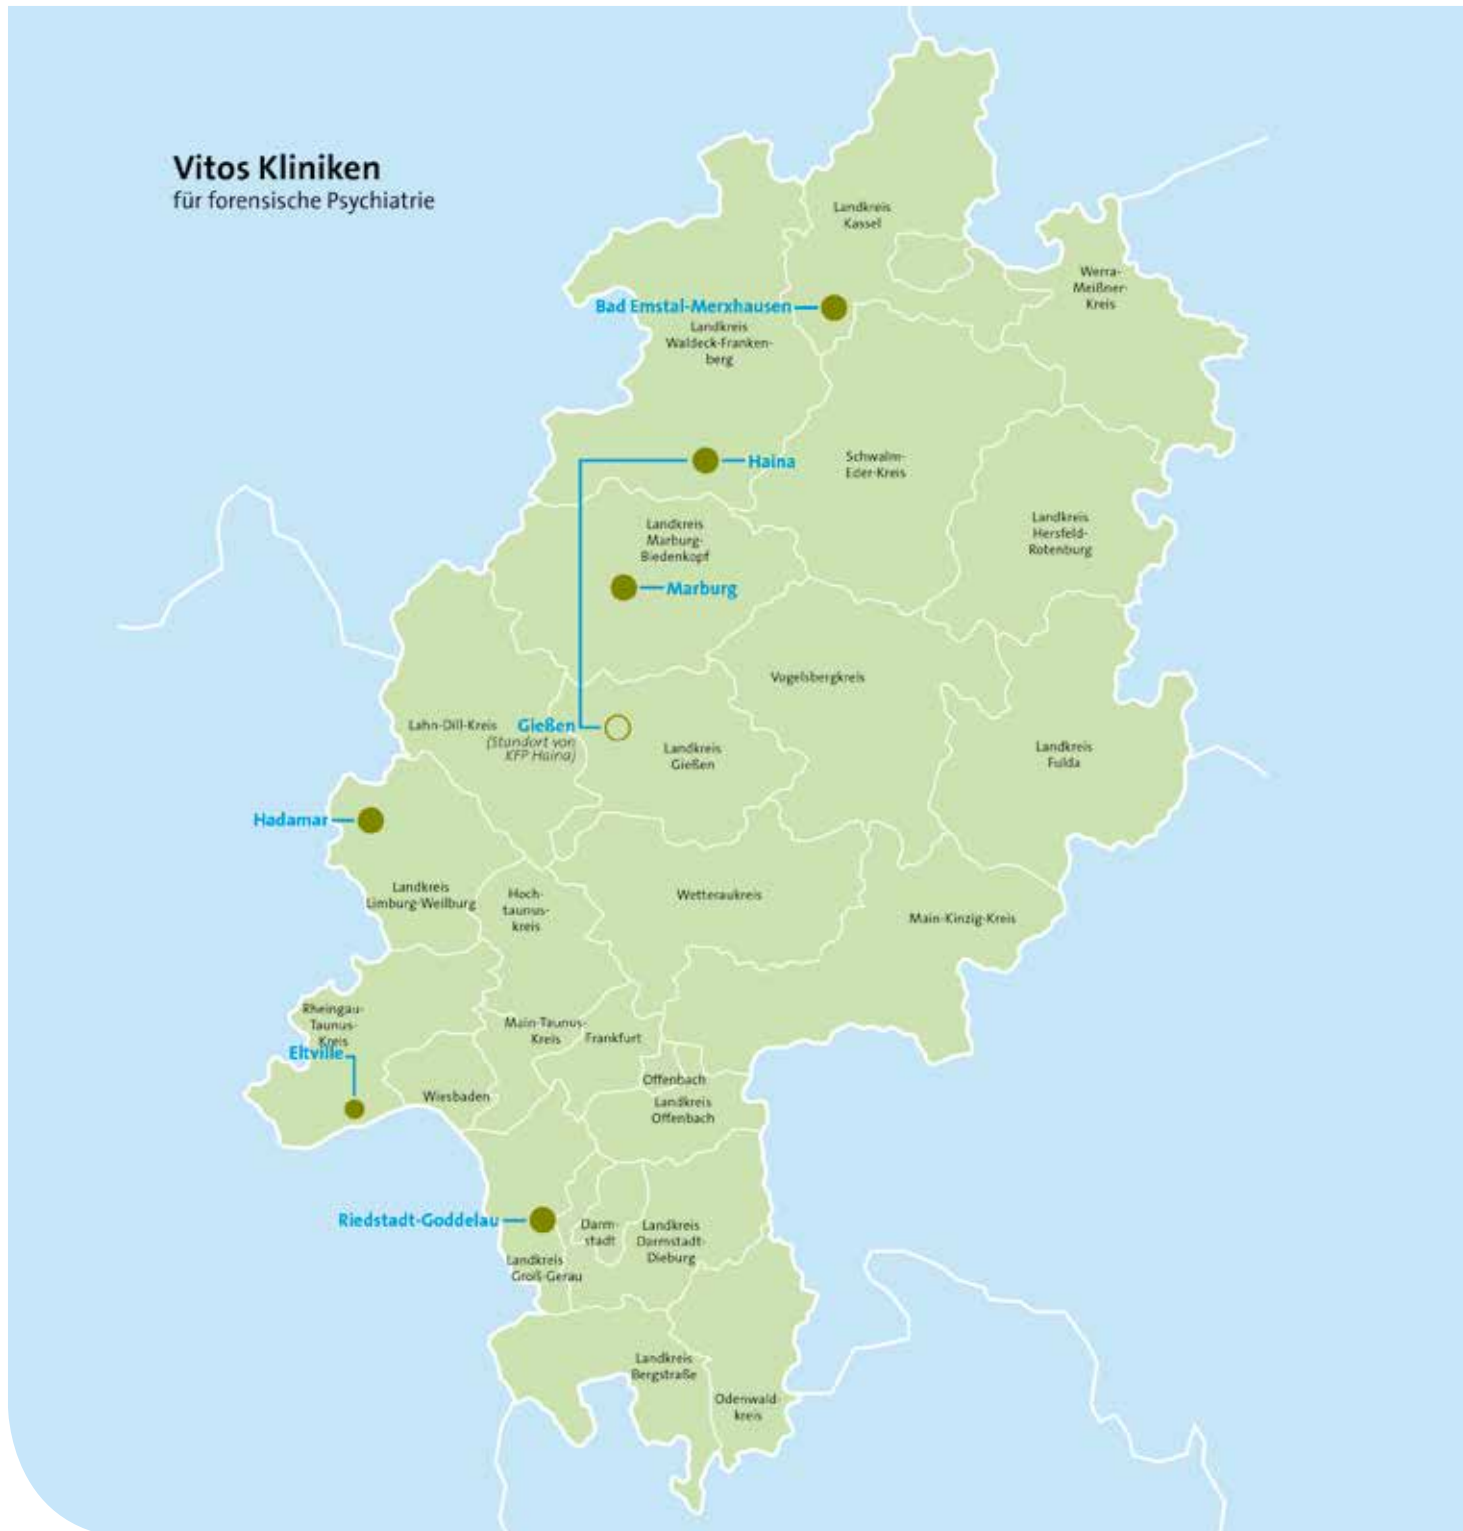 Vitos Kliniken
für forensische Psychiatrie
Landkreis
Kassel
Werra-
Meißner-
Kreis
Bad Emstal-Merxhausen
Landkreis
Waldeck-Franken-
berg
Haina
Schwalm-
Eder-Kreis
Landkreis
Hersfeld-
Rotenburg
Landkreis
Marburg-
Biedenkopf
Marburg
Vogelsbergkreis
Lahn-Dill-Kreis
Gießen
(Standort von
KFP Haina)
Landkreis
Gießen
Landkreis
Fulda
Hadamar
Landkreis
Limburg-Weilburg
Hoch-
taunus-
kreis
Wetteraukreis
Main-Kinzig-Kreis
Rheingau-
Taunus-
Kreis
Eltville
Main-Taunus-
Kreis
Frankfurt
Offenbach
Wiesbaden
Landkreis
Offenbach
Riedstadt-Goddelau
Darm-
stadt
Landkreis
Darmstadt-
Dieburg
Landkreis
Groß-Gerau
Landkreis
Bergstraße
Odenwald-
kreis